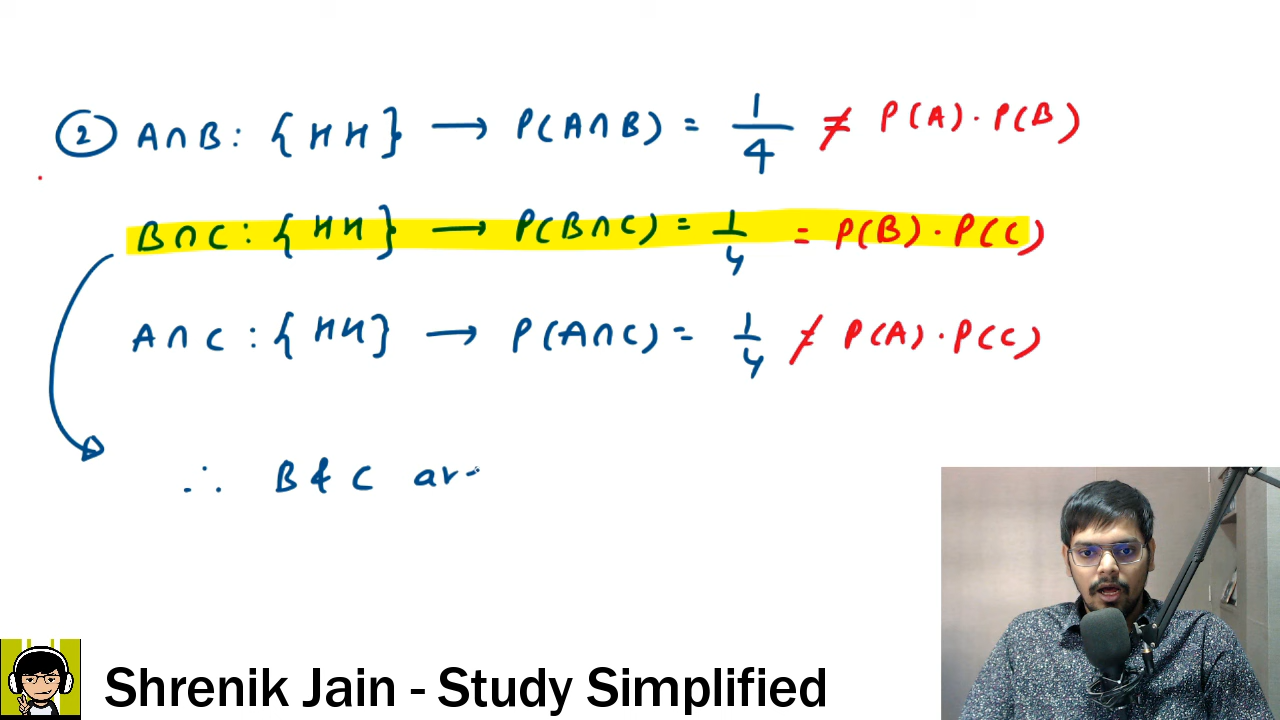 ② A∩B : {HH} → P(A∩B) = 1/4 ≠ P(A) · P(B)
B∩C : {HH} → P(B∩C) = 1/4 = P(B) · P(C)
A∩C : {HH} → P(A∩C) = 1/4 ≠ P(A) · P(C)
∴ B & C ar
Shrenik Jain - Study Simplified